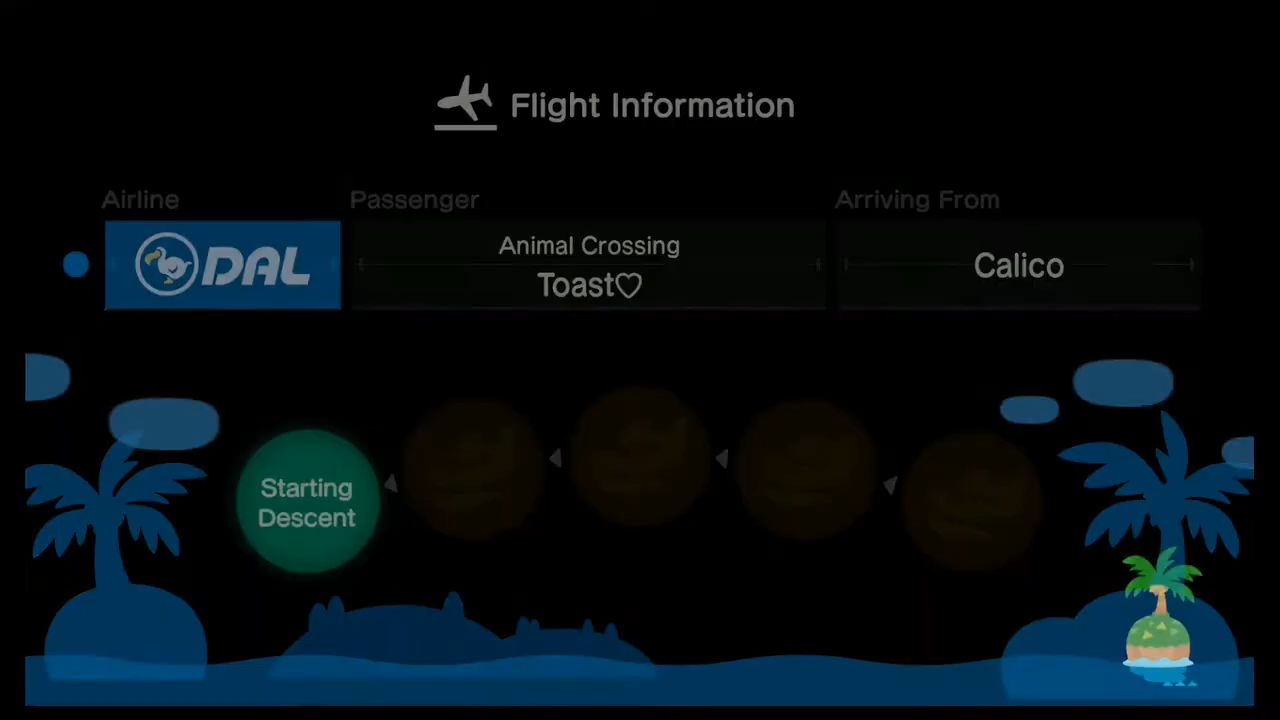 Flight Information
Airline
Passenger
Arriving From
DAL
Animal Crossing
Toast♡
Calico
Starting
Descent